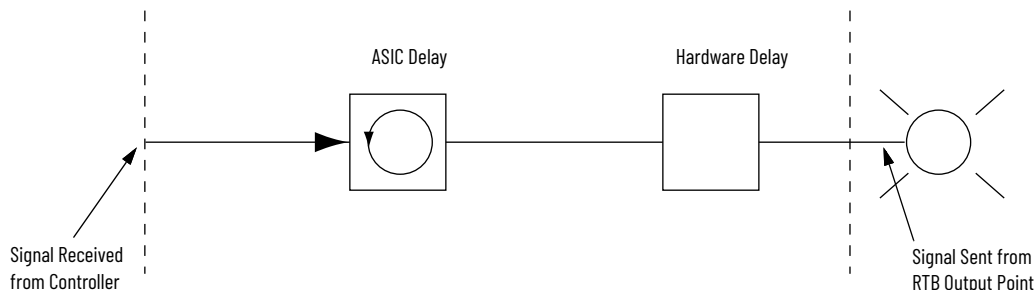 ASIC Delay
Hardware Delay
Signal Received
from Controller
Signal Sent from
RTB Output Point